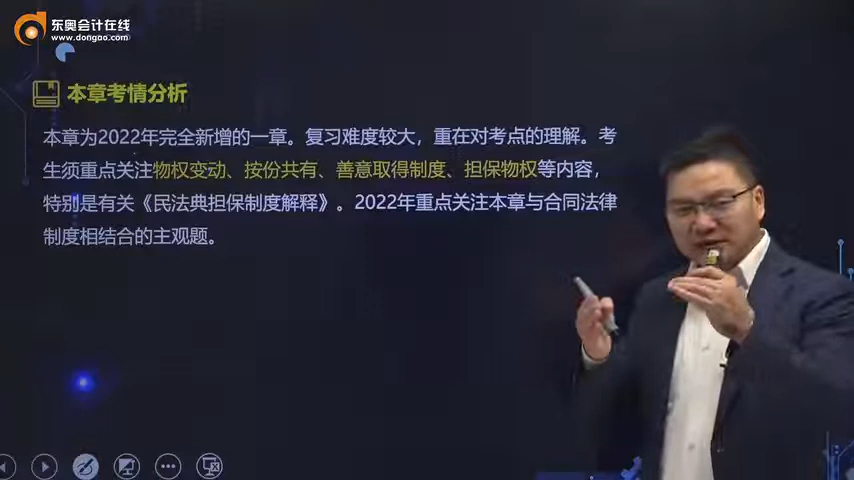 东奥会计在线
www.dongao.com
本章考情分析
本章为2022年完全新增的一章。复习难度较大，重在对考点的理解。考
生须重点关注物权变动、按份共有、善意取得制度、担保物权等内容，
特别是有关《民法典担保制度解释》。2022年重点关注本章与合同法律
制度相结合的主观题。